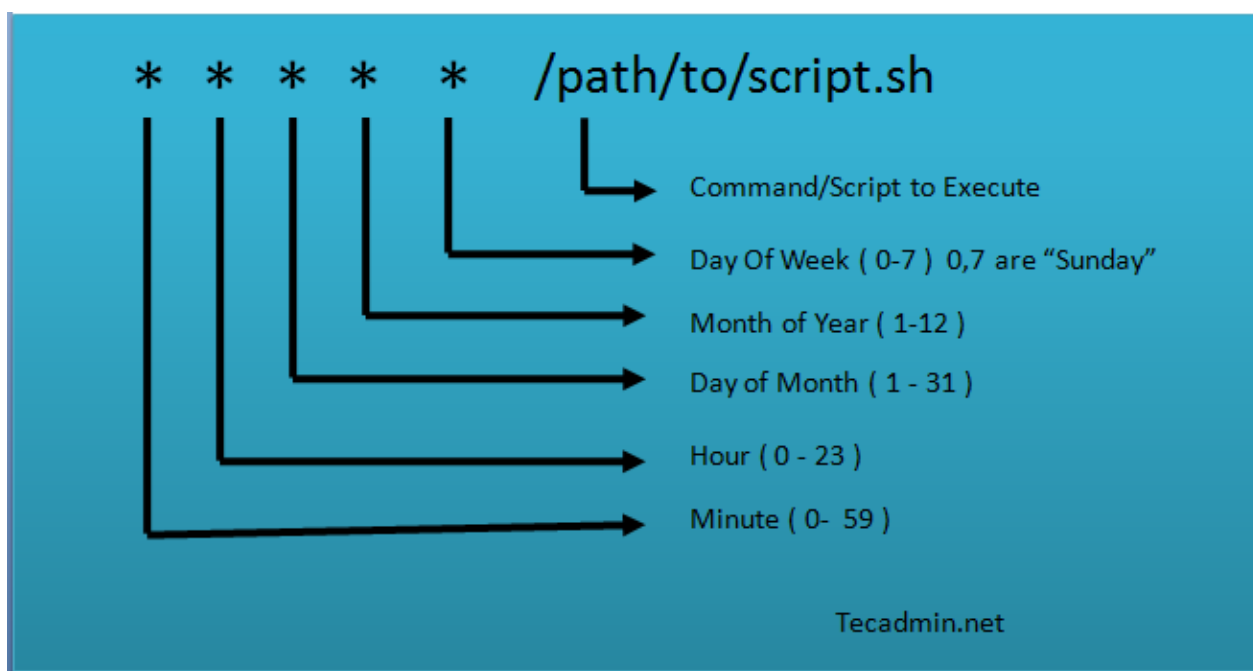 * * * * * /path/to/script.sh
Command/Script to Execute
Day Of Week ( 0-7 ) 0,7 are “Sunday”
Month of Year ( 1-12 )
Day of Month ( 1 - 31 )
Hour ( 0 - 23 )
Minute ( 0- 59 )
Tecadmin.net